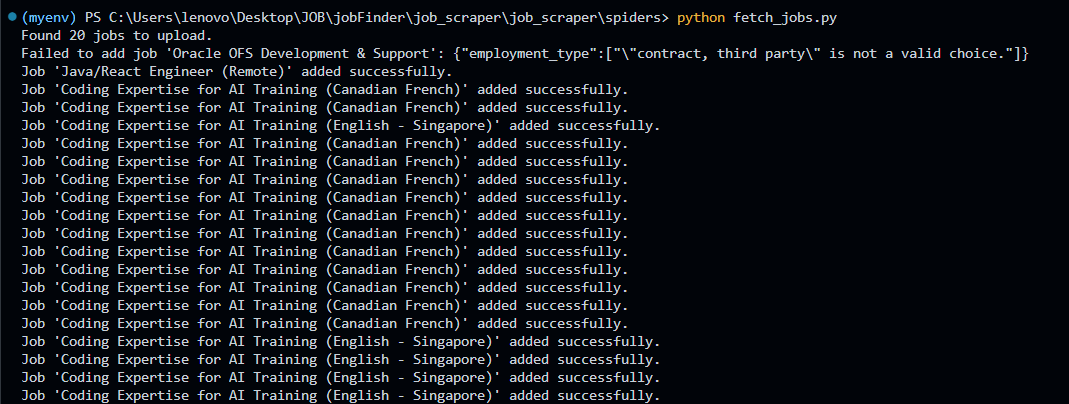 (myenv) PS C:\Users\lenovo\Desktop\JOB\jobFinder\job_scraper\job_scraper\spiders> python fetch_jobs.py
Found 20 jobs to upload.
Failed to add job 'Oracle OFS Development & Support': {"employment_type":["\"contract, third party\" is not a valid choice."]}
Job 'Java/React Engineer (Remote)' added successfully.
Job 'Coding Expertise for AI Training (Canadian French)' added successfully.
Job 'Coding Expertise for AI Training (Canadian French)' added successfully.
Job 'Coding Expertise for AI Training (English - Singapore)' added successfully.
Job 'Coding Expertise for AI Training (Canadian French)' added successfully.
Job 'Coding Expertise for AI Training (Canadian French)' added successfully.
Job 'Coding Expertise for AI Training (Canadian French)' added successfully.
Job 'Coding Expertise for AI Training (Canadian French)' added successfully.
Job 'Coding Expertise for AI Training (Canadian French)' added successfully.
Job 'Coding Expertise for AI Training (Canadian French)' added successfully.
Job 'Coding Expertise for AI Training (Canadian French)' added successfully.
Job 'Coding Expertise for AI Training (Canadian French)' added successfully.
Job 'Coding Expertise for AI Training (Canadian French)' added successfully.
Job 'Coding Expertise for AI Training (Canadian French)' added successfully.
Job 'Coding Expertise for AI Training (Canadian French)' added successfully.
Job 'Coding Expertise for AI Training (English - Singapore)' added successfully.
Job 'Coding Expertise for AI Training (English - Singapore)' added successfully.
Job 'Coding Expertise for AI Training (English - Singapore)' added successfully.
Job 'Coding Expertise for AI Training (English - Singapore)' added successfully.